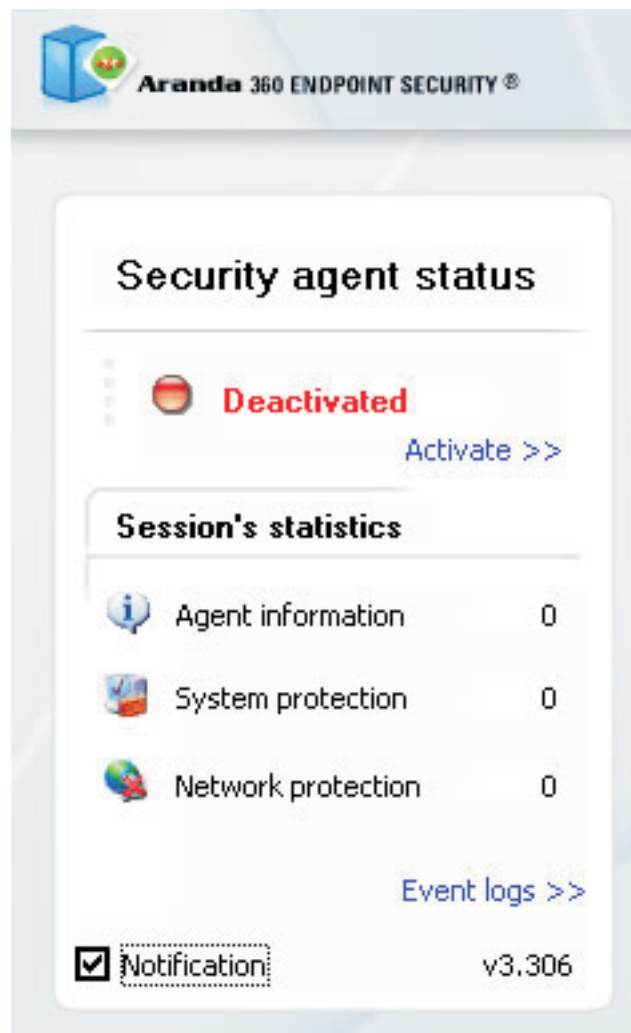 Aranda 360 ENDPOINT SECURITY ®
Security agent status
Deactivated
Activate >>
Session's statistics
Agent information 0
System protection 0
Network protection 0
Event logs >>
Notification v3.306